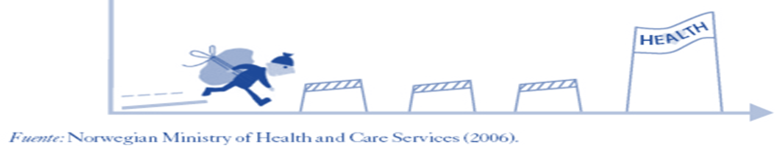 HEALTH
Fuente: Norwegian Ministry of Health and Care Services (2006).